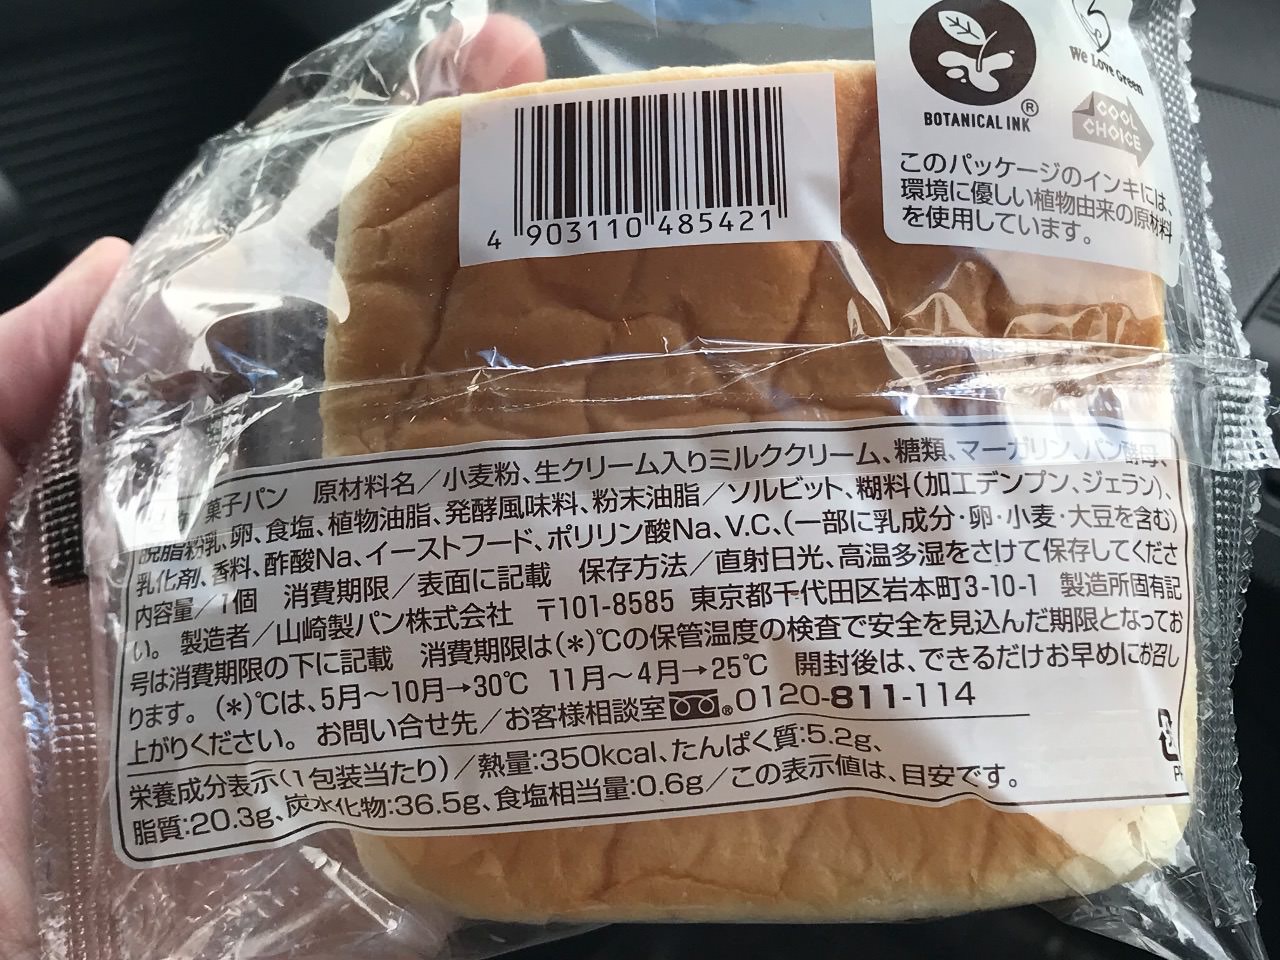 BOTANICAL INK
®
We Love Green
COOL
CHOICE
このパッケージのインキには、
環境に優しい植物由来の原材料
を使用しています。
4 903110 485421
菓子パン 原材料名／小麦粉、生クリーム入りミルククリーム、糖類、マーガリン、パン酵母、
脱脂粉乳、卵、食塩、植物油脂、発酵風味料、粉末油脂／ソルビット、糊料(加工デンプン、ジェラン)、
乳化剤、香料、酢酸Na、イーストフード、ポリリン酸Na、V.C.、(一部に乳成分・卵・小麦・大豆を含む)
内容量／1個 消費期限／表面に記載 保存方法／直射日光、高温多湿をさけて保存してくださ
い。 製造者／山崎製パン株式会社 〒101-8585 東京都千代田区岩本町3-10-1 製造所固有記
号は消費期限の下に記載 消費期限は(＊)℃の保管温度の検査で安全を見込んだ期限となってお
ります。 (＊)℃は、5月〜10月→30℃ 11月〜4月→25℃ 開封後は、できるだけお早めにお召し
上がりください。 お問い合せ先／お客様相談室 ®0120-811-114
栄養成分表示(1包装当たり)／熱量:350kcal、たんぱく質:5.2g、
脂質:20.3g、炭水化物:36.5g、食塩相当量:0.6g／この表示値は、目安です。